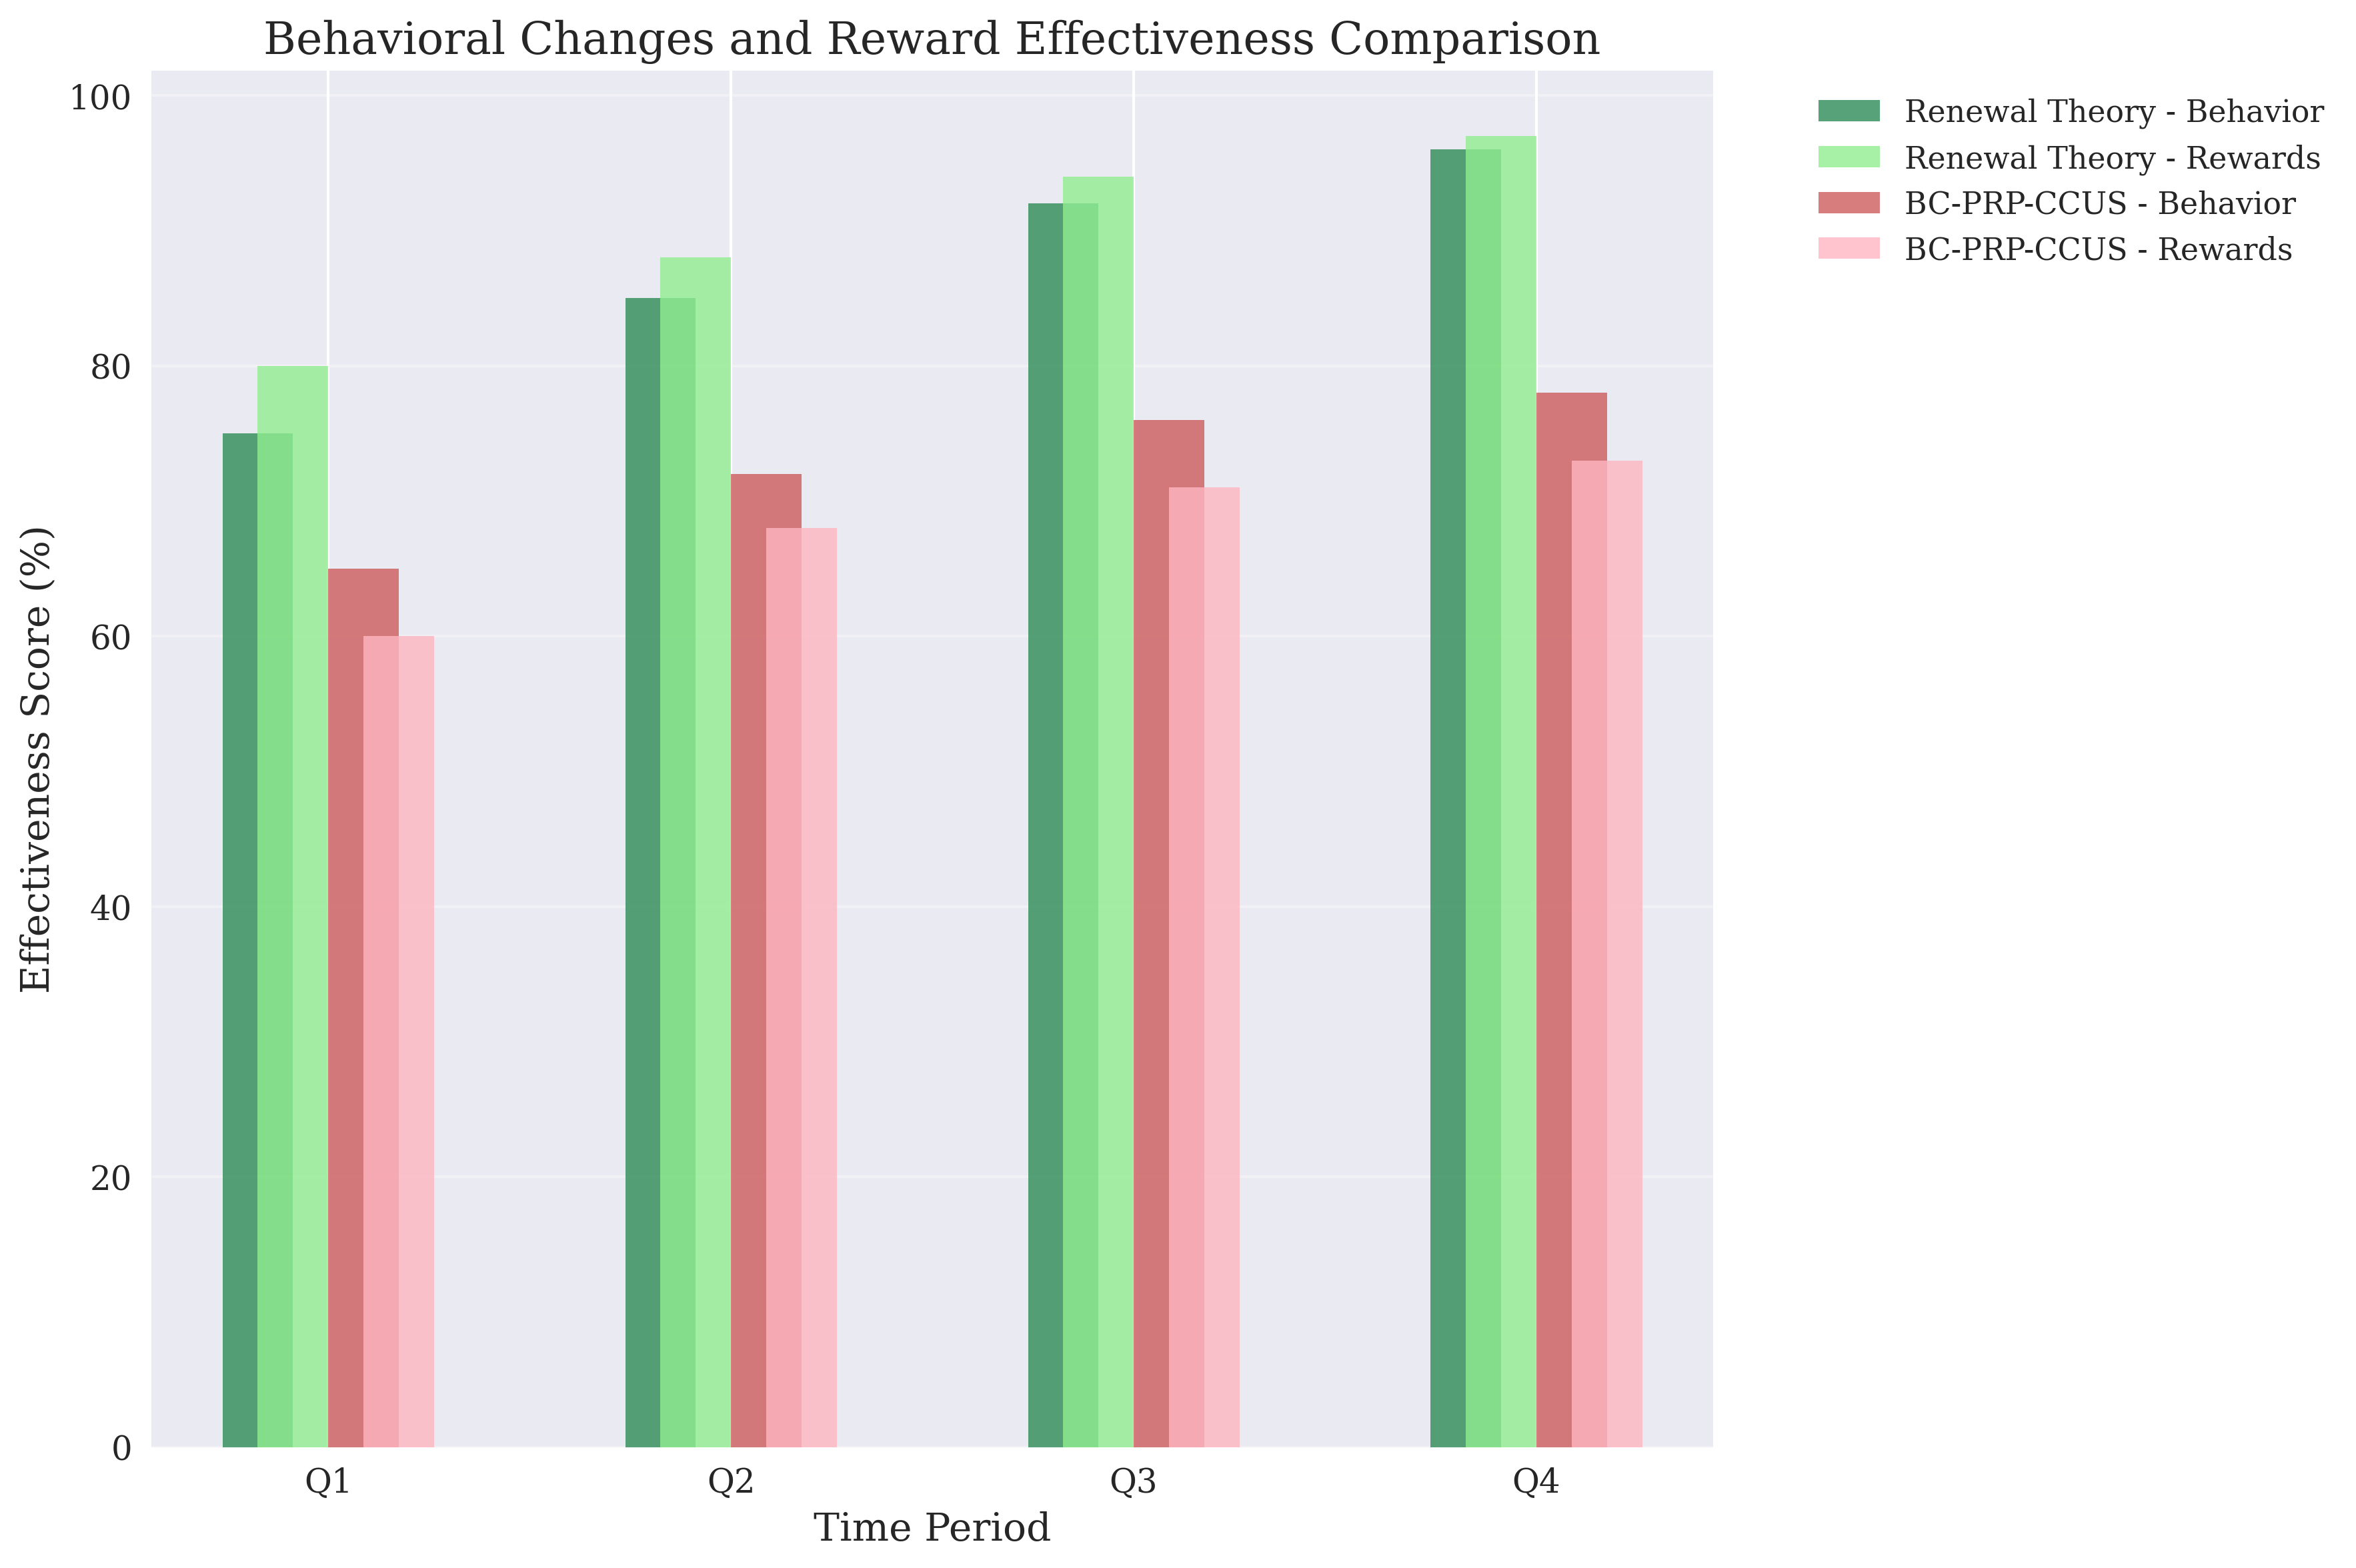 Behavioral Changes and Reward Effectiveness Comparison
Effectiveness Score (%)
100
80
60
40
20
0
Q1
Q2
Q3
Q4
Time Period
Renewal Theory - Behavior
Renewal Theory - Rewards
BC-PRP-CCUS - Behavior
BC-PRP-CCUS - Rewards